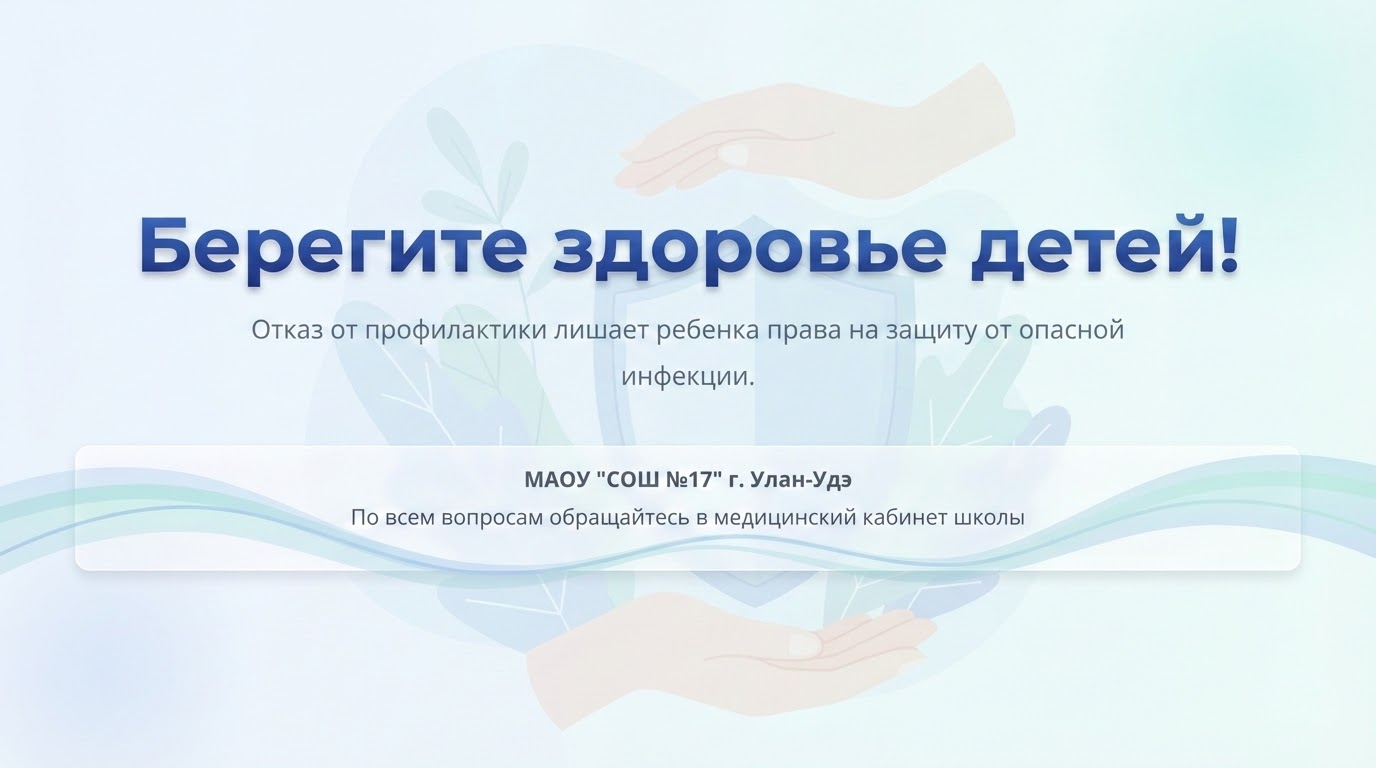 Берегите здоровье детей!
Отказ от профилактики лишает ребенка права на защиту от опасной
инфекции.
МАОУ "СОШ №17" г. Улан-Удэ
По всем вопросам обращайтесь в медицинский кабинет школы